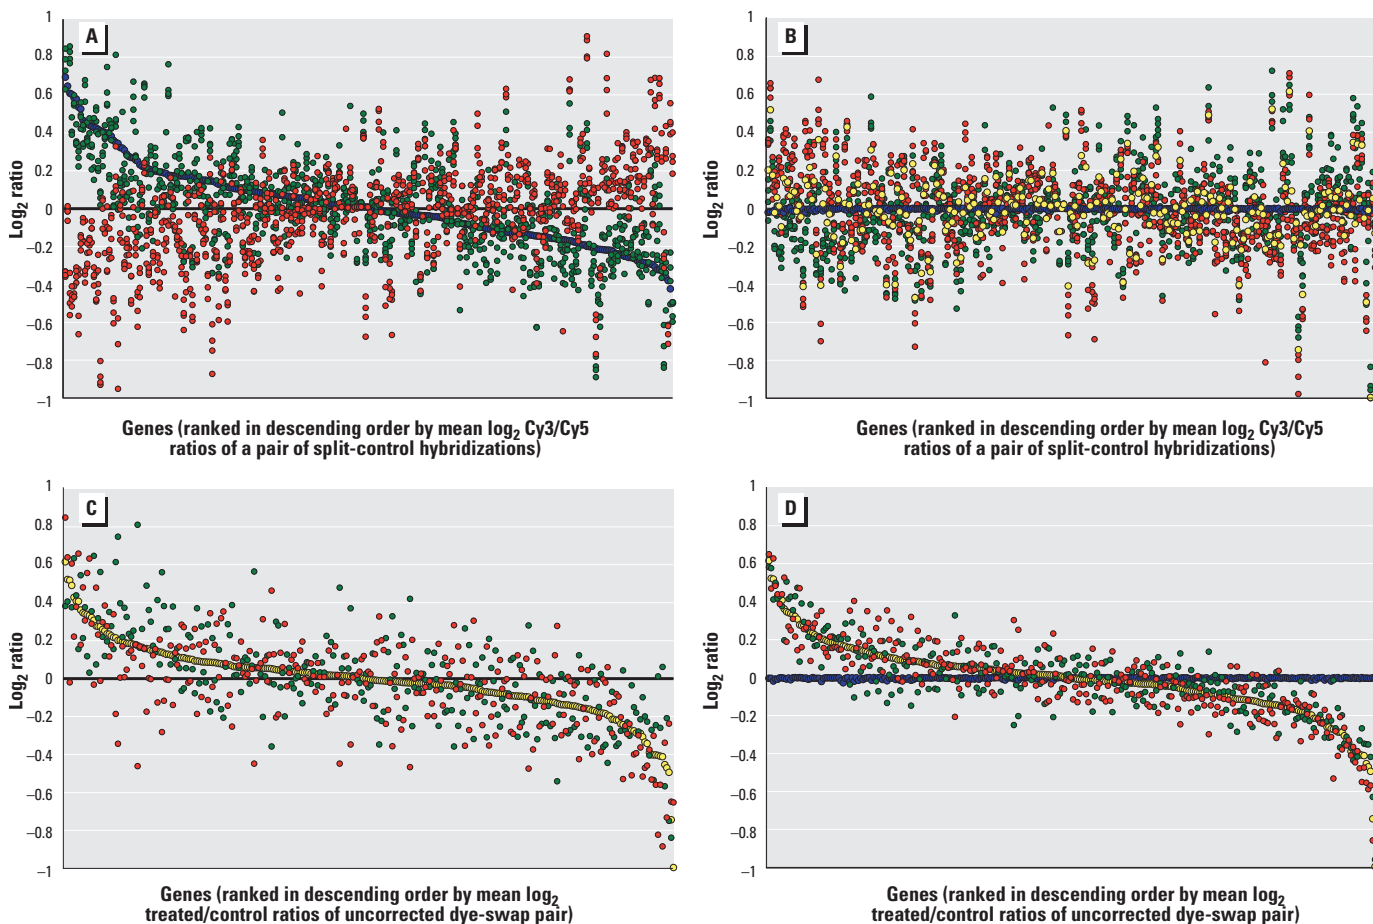 A
1
0.8
0.6
0.4
0.2
0
−0.2
−0.4
−0.6
−0.8
−1
Log2 ratio
Genes (ranked in descending order by mean log2 Cy3/Cy5
ratios of a pair of split-control hybridizations)
B
1
0.8
0.6
0.4
0.2
0
−0.2
−0.4
−0.6
−0.8
−1
Log2 ratio
Genes (ranked in descending order by mean log2 Cy3/Cy5
ratios of a pair of split-control hybridizations)
C
1
0.8
0.6
0.4
0.2
0
−0.2
−0.4
−0.6
−0.8
−1
Log2 ratio
Genes (ranked in descending order by mean log2
treated/control ratios of uncorrected dye-swap pair)
D
1
0.8
0.6
0.4
0.2
0
−0.2
−0.4
−0.6
−0.8
−1
Log2 ratio
Genes (ranked in descending order by mean log2
treated/control ratios of uncorrected dye-swap pair)